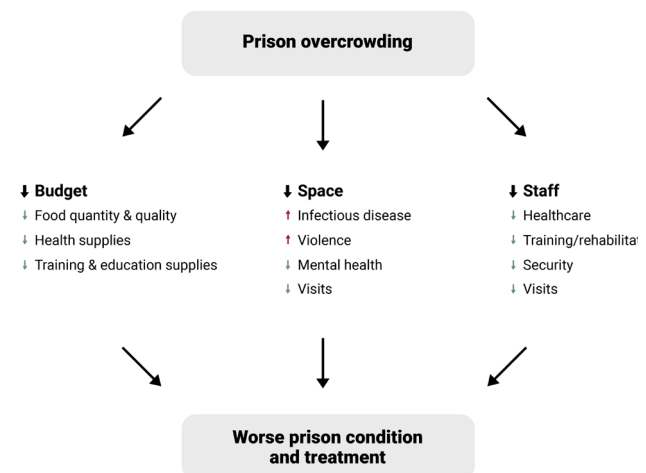 Prison overcrowding
↓ Budget
↓ Food quantity & quality
↓ Health supplies
↓ Training & education supplies
↓ Space
↑ Infectious disease
↑ Violence
↓ Mental health
↓ Visits
↓ Staff
↓ Healthcare
↓ Training/rehabilitat
↓ Security
↓ Visits
Worse prison condition
and treatment